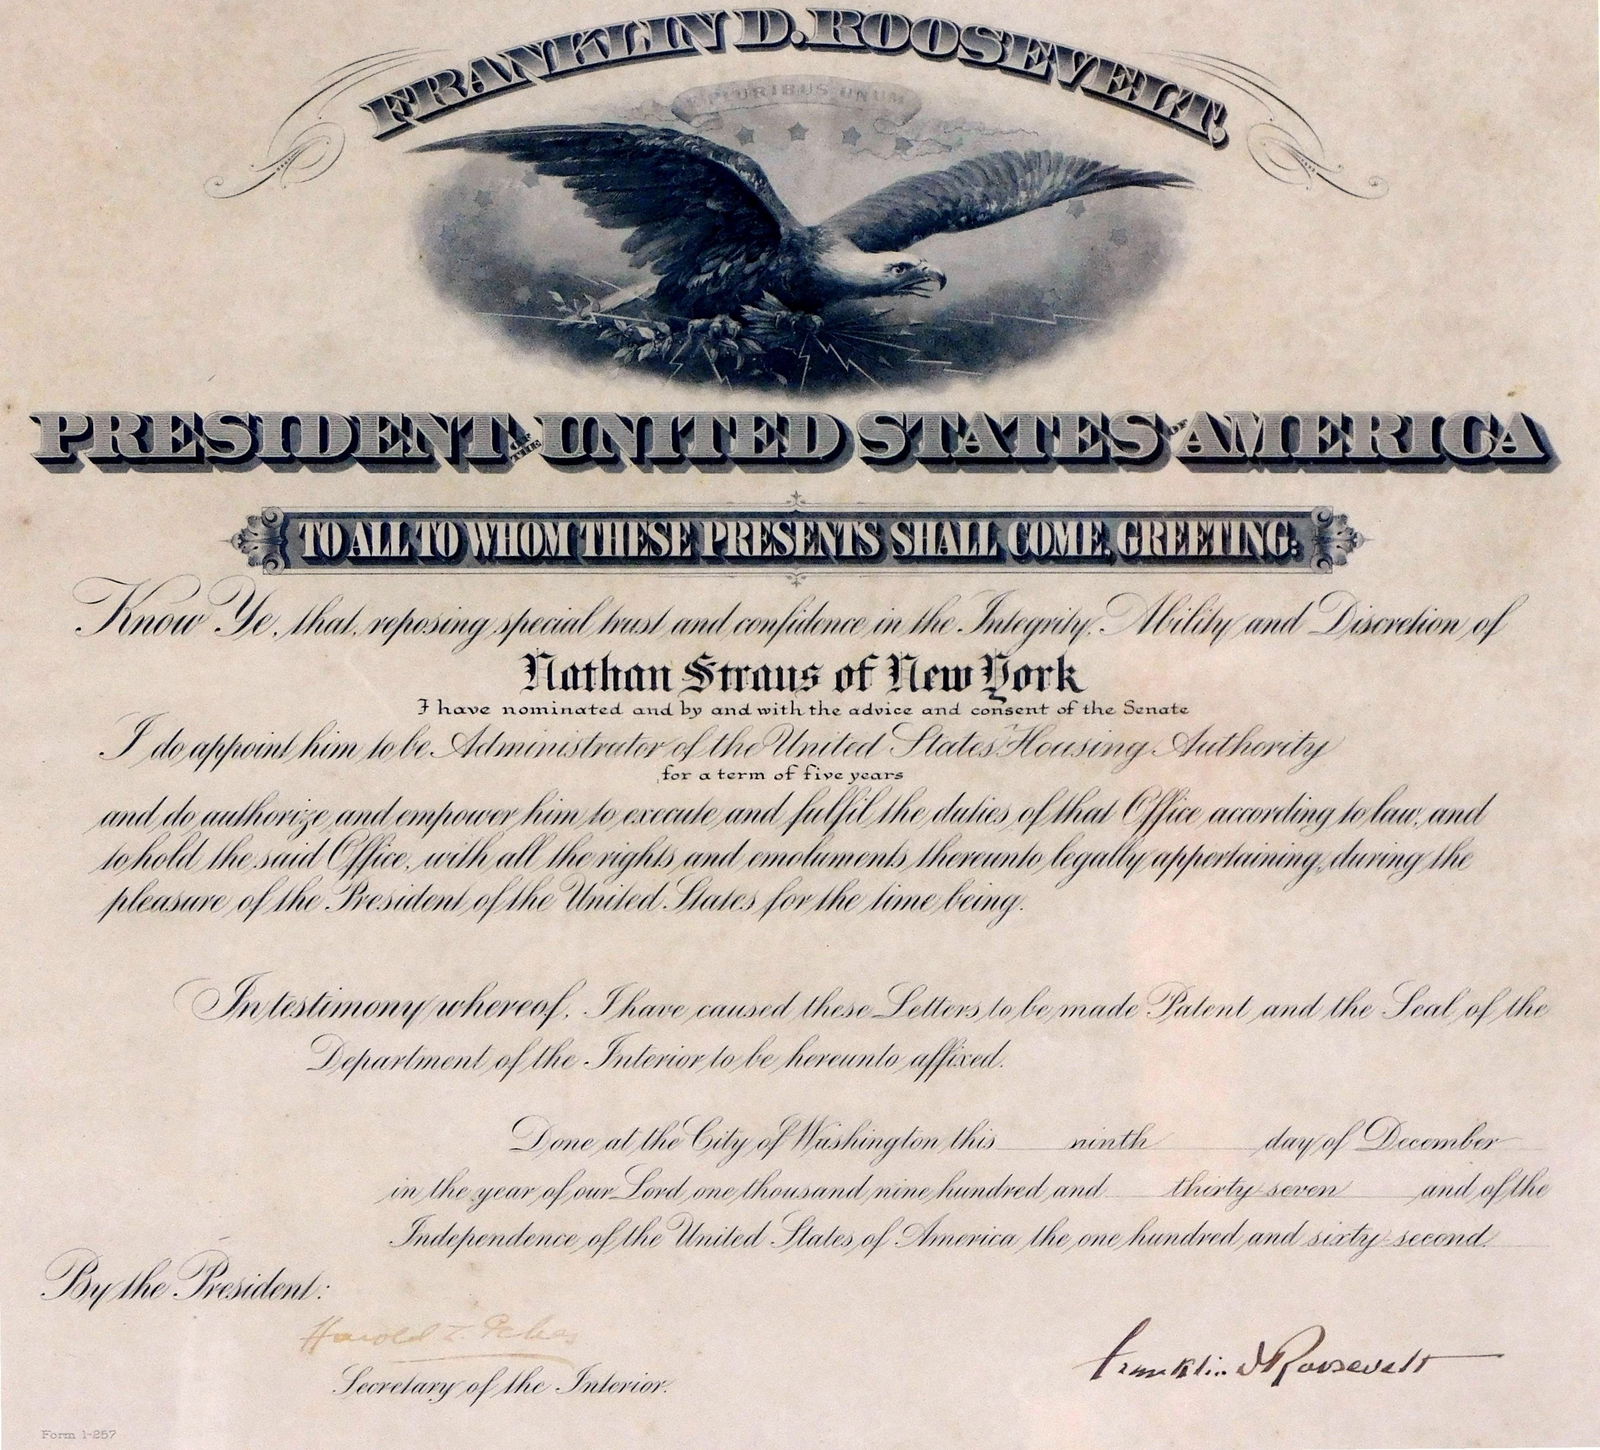 FRANKLIN D. ROOSEVELT,
E PLURIBUS UNUM
PRESIDENT OF THE UNITED STATES OF AMERICA
TO ALL TO WHOM THESE PRESENTS SHALL COME, GREETING:
Know Ye, that, reposing special trust and confidence in the Integrity, Ability and Discretion of
Nathan Straus of New York
I have nominated and by and with the advice and consent of the Senate
I do appoint him to be Administrator of the United States Housing Authority
for a term of five years
and do authorize and empower him to execute and fulfil the duties of that Office according to law, and
to hold the said Office, with all the rights and emoluments thereunto legally appertaining, during the
pleasure of the President of the United States for the time being.
In testimony whereof, I have caused these Letters to be made Patent and the Seal of the
Department of the Interior to be hereunto affixed.
Done at the City of Washington this ninth day of December
in the year of our Lord one thousand nine hundred and thirty seven and of the
Independence of the United States of America the one hundred and sixty-second.
By the President:
Harold L. Ickes
Franklin D Roosevelt
Secretary of the Interior.
Form 1-257